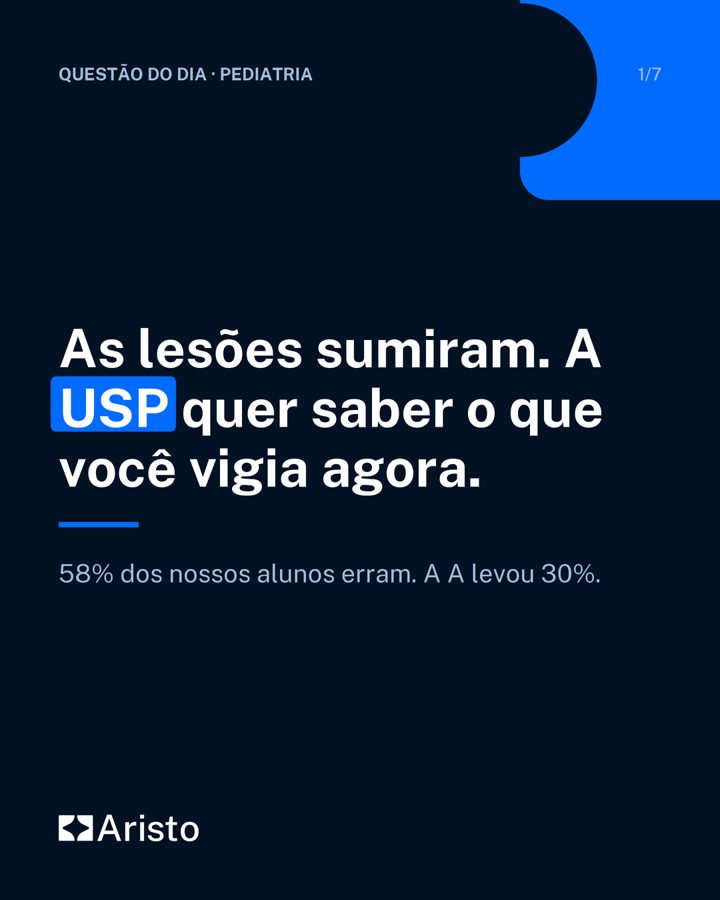 QUESTÃO DO DIA · PEDIATRIA
1/7
As lesões sumiram. A
USP quer saber o que
você vigia agora.
58% dos nossos alunos erram. A A levou 30%.
Aristo